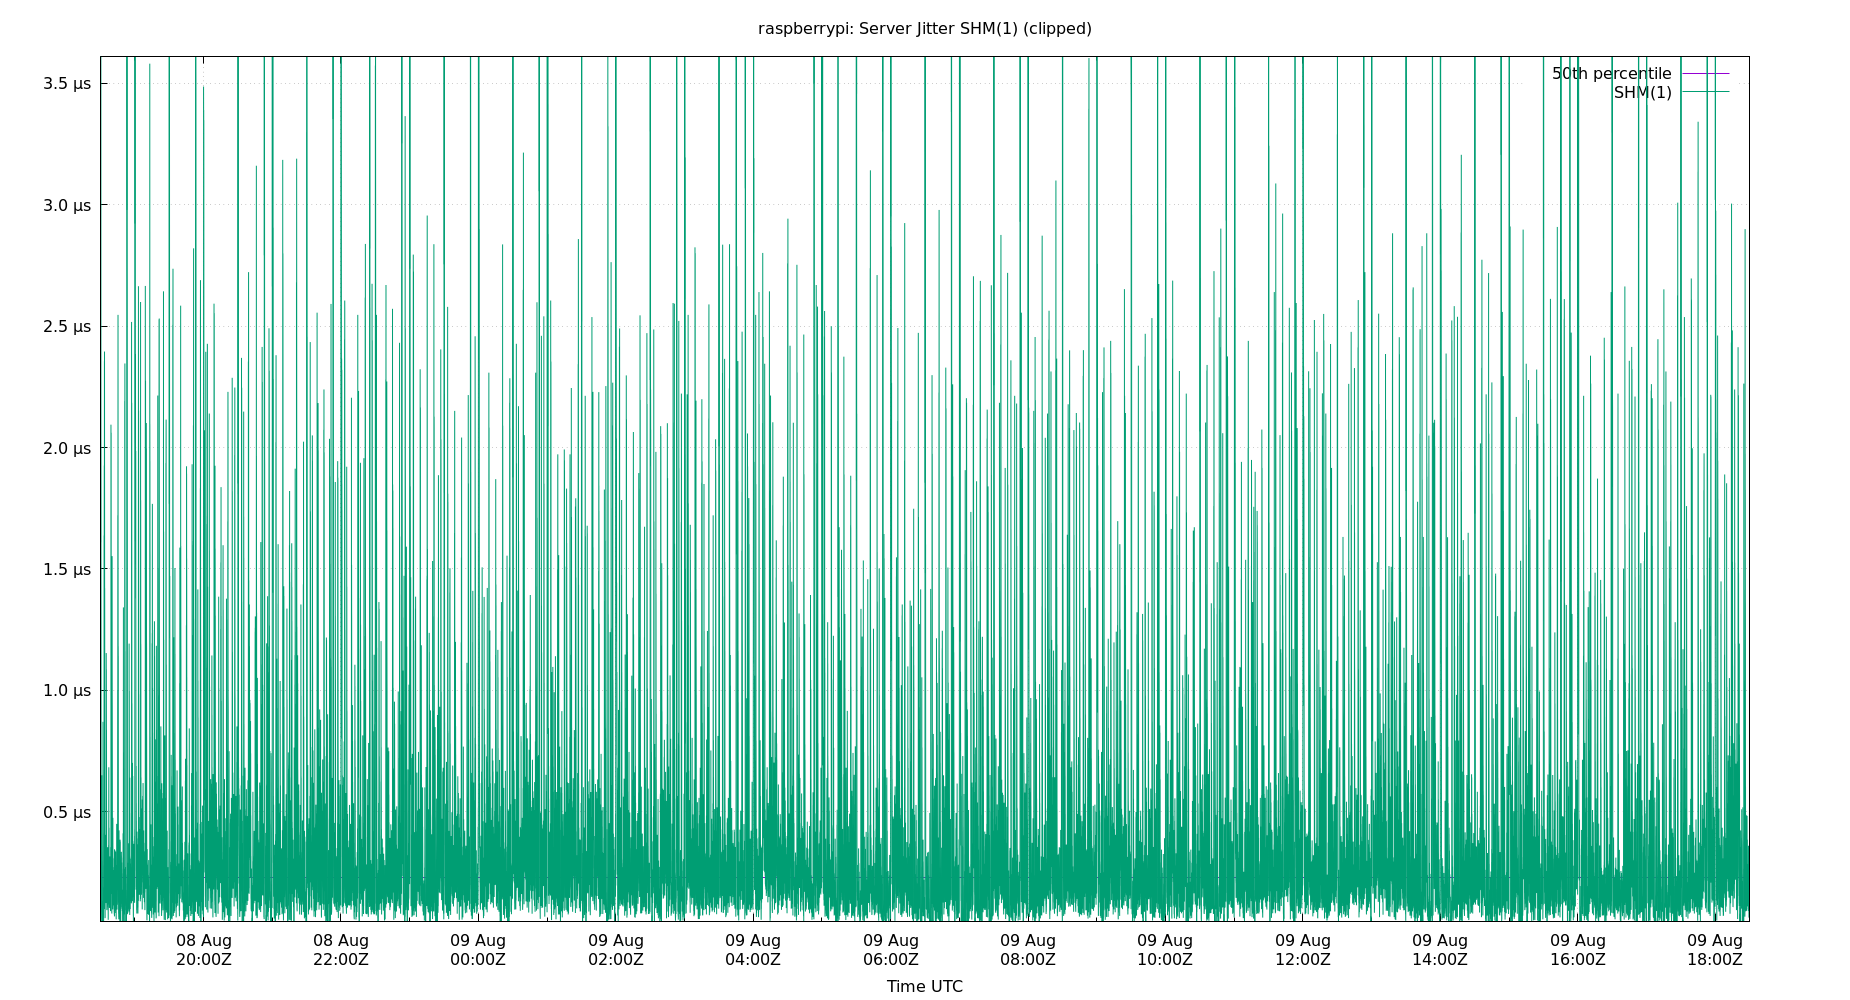 raspberrypi: Server Jitter SHM(1) (clipped)
50th percentile
SHM(1)
3.5 μs
3.0 μs
2.5 μs
2.0 μs
1.5 μs
1.0 μs
0.5 μs
08 Aug 08 Aug 09 Aug 09 Aug 09 Aug 09 Aug 09 Aug 09 Aug 09 Aug 09 Aug 09 Aug 09 Aug
20:00Z 22:00Z 00:00Z 02:00Z 04:00Z 06:00Z 08:00Z 10:00Z 12:00Z 14:00Z 16:00Z 18:00Z
Time UTC